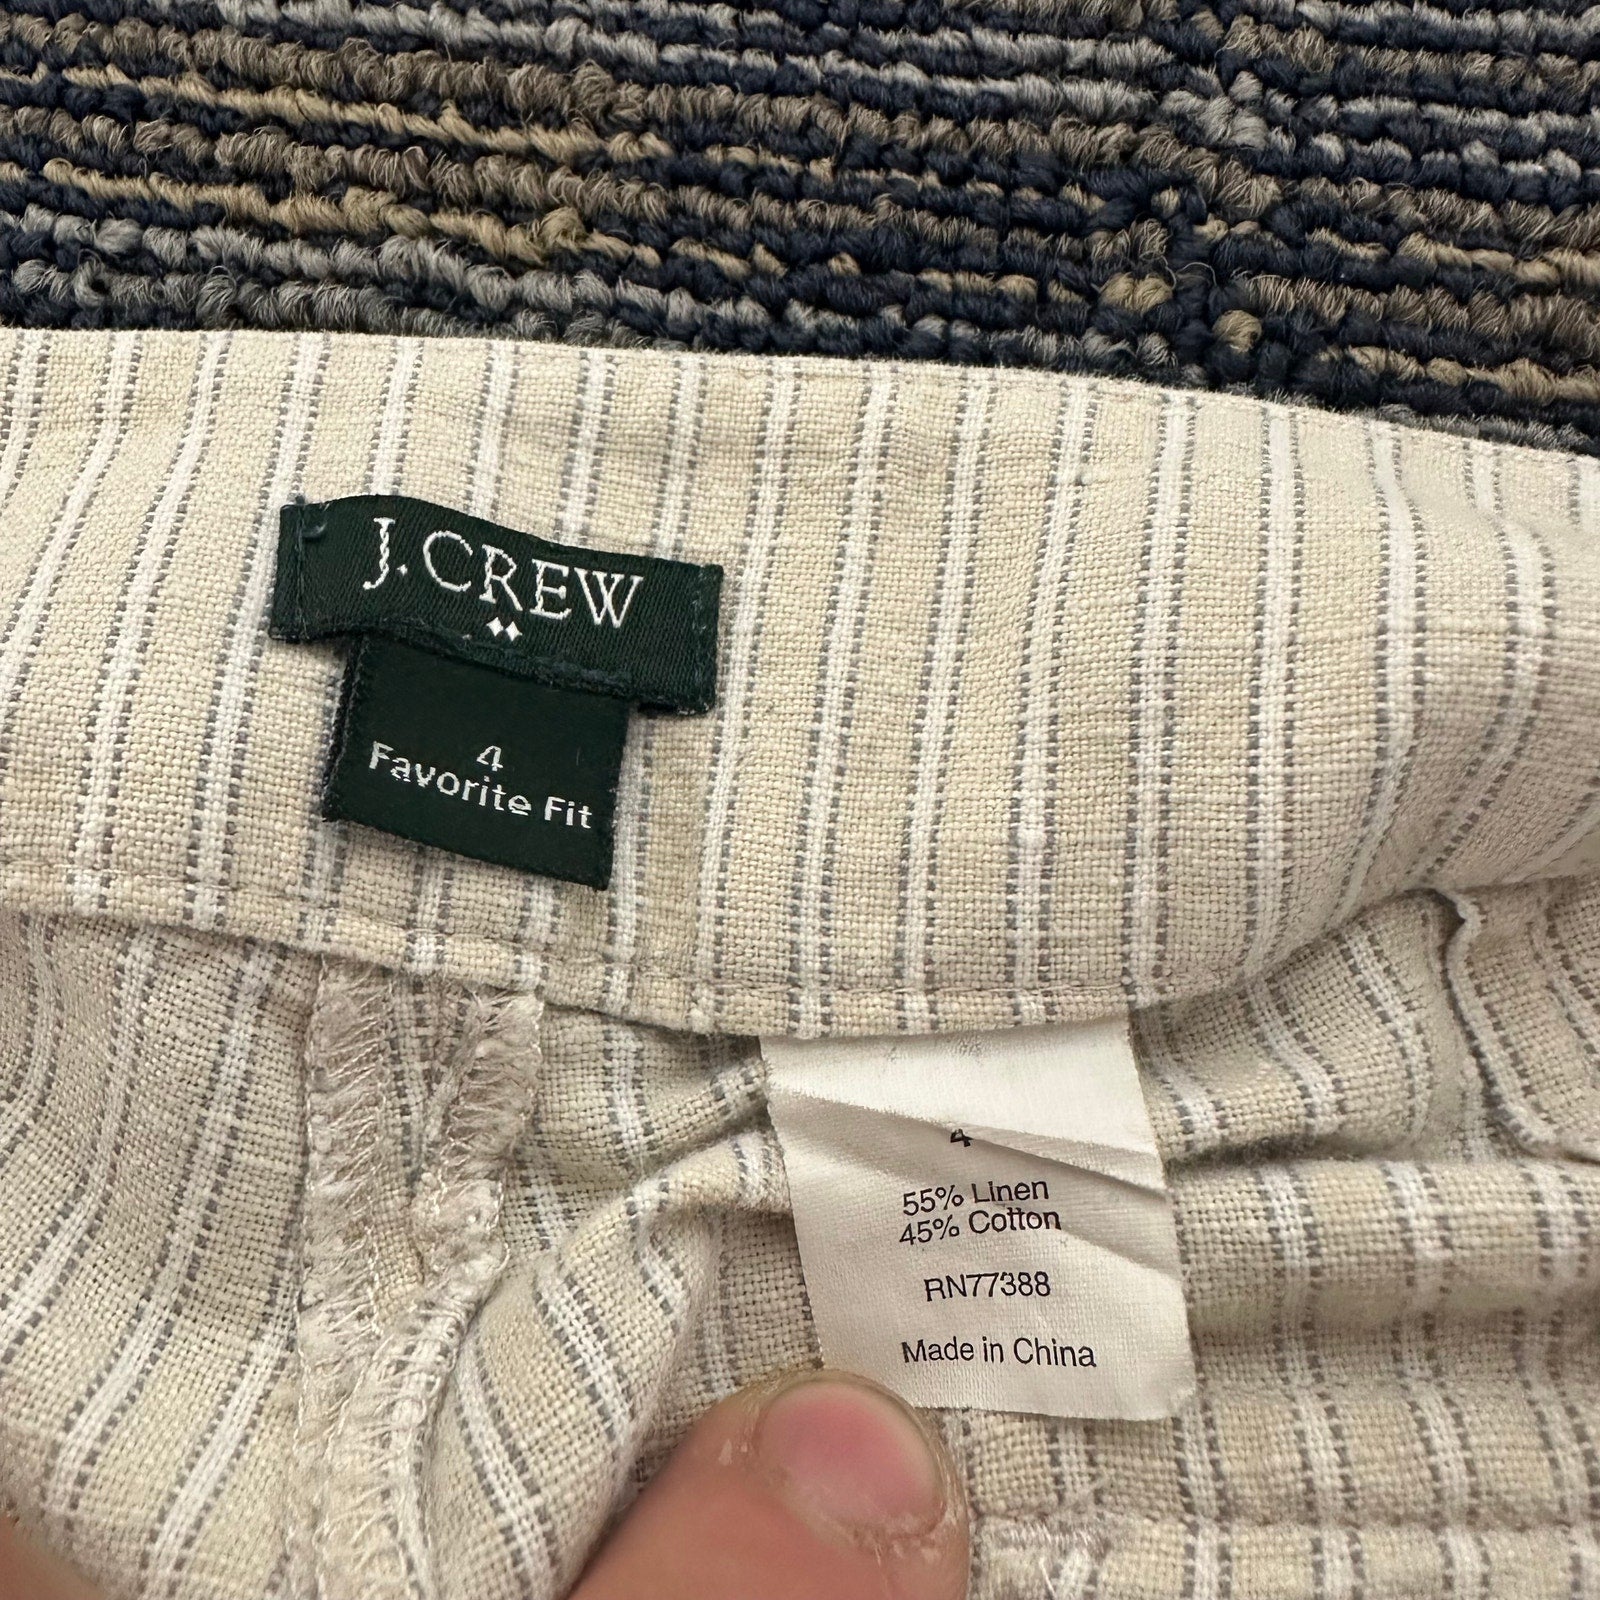 J.CREW
4
Favorite Fit
4
55% Linen
45% Cotton
RN77388
Made in China